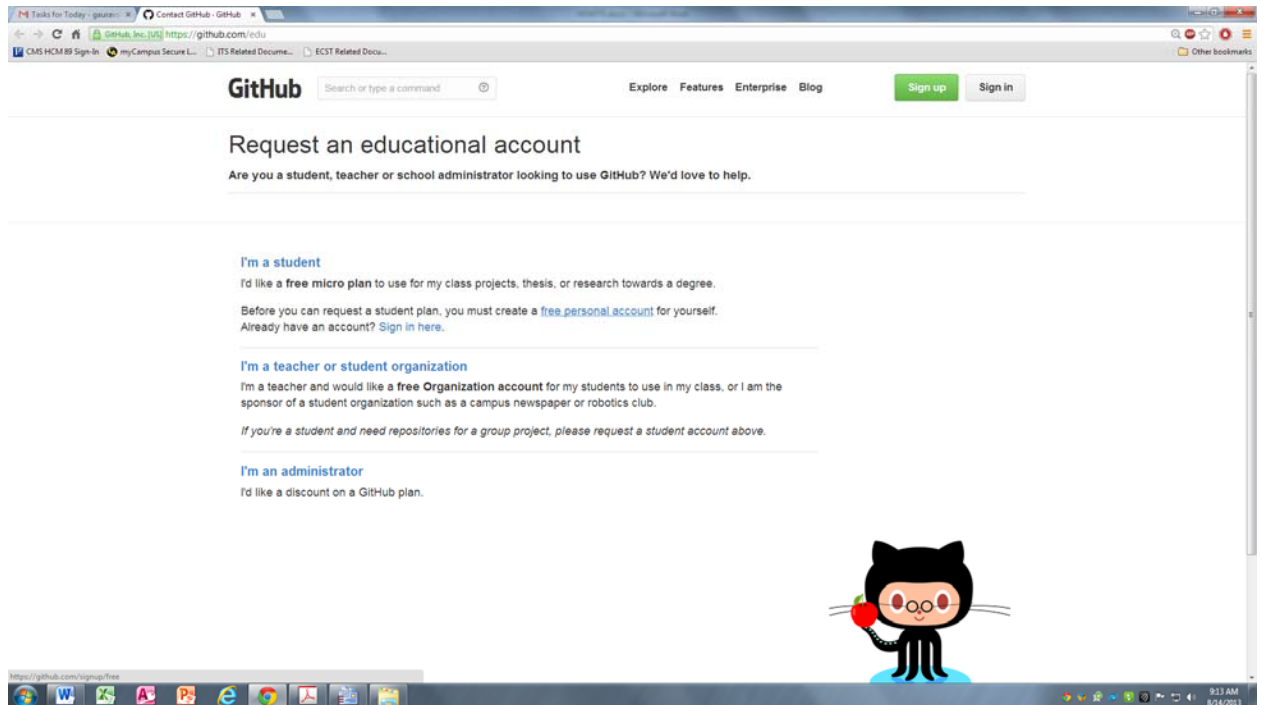 Tasks for Today - gaurav
Contact GitHub · GitHub
GitHub, Inc. [US] https://github.com/edu
CMS HCM 89 Sign-In myCampus Secure L... ITS Related Docume... ECST Related Docu... Other bookmarks
GitHub Search or type a command Explore Features Enterprise Blog Sign up Sign in
Request an educational account
Are you a student, teacher or school administrator looking to use GitHub? We'd love to help.
I'm a student
I'd like a free micro plan to use for my class projects, thesis, or research towards a degree.
Before you can request a student plan, you must create a free personal account for yourself.
Already have an account? Sign in here.
I'm a teacher or student organization
I'm a teacher and would like a free Organization account for my students to use in my class, or I am the
sponsor of a student organization such as a campus newspaper or robotics club.
If you're a student and need repositories for a group project, please request a student account above.
I'm an administrator
I'd like a discount on a GitHub plan.
https://github.com/signup/free
9:13 AM
8/14/2013